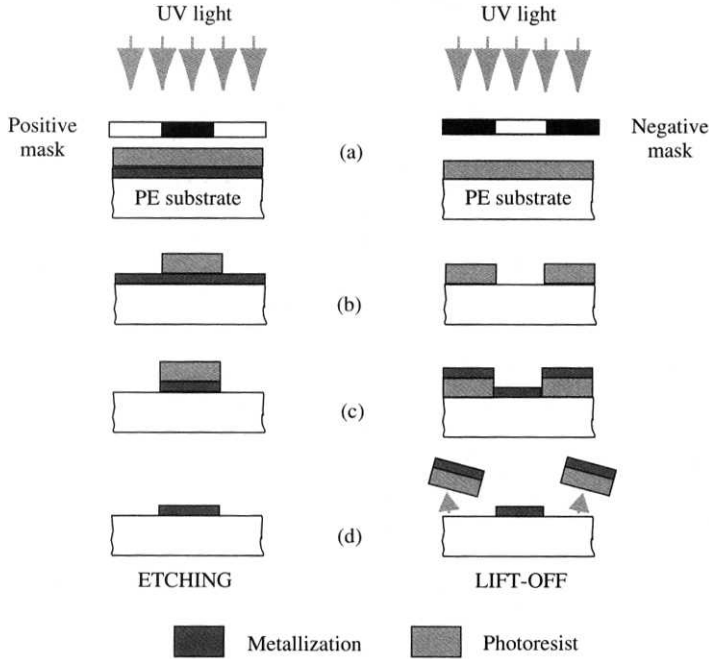 UV light
UV light
Positive
mask
Negative
mask
(a)
PE substrate
PE substrate
(b)
(c)
(d)
ETCHING
LIFT-OFF
Metallization
Photoresist